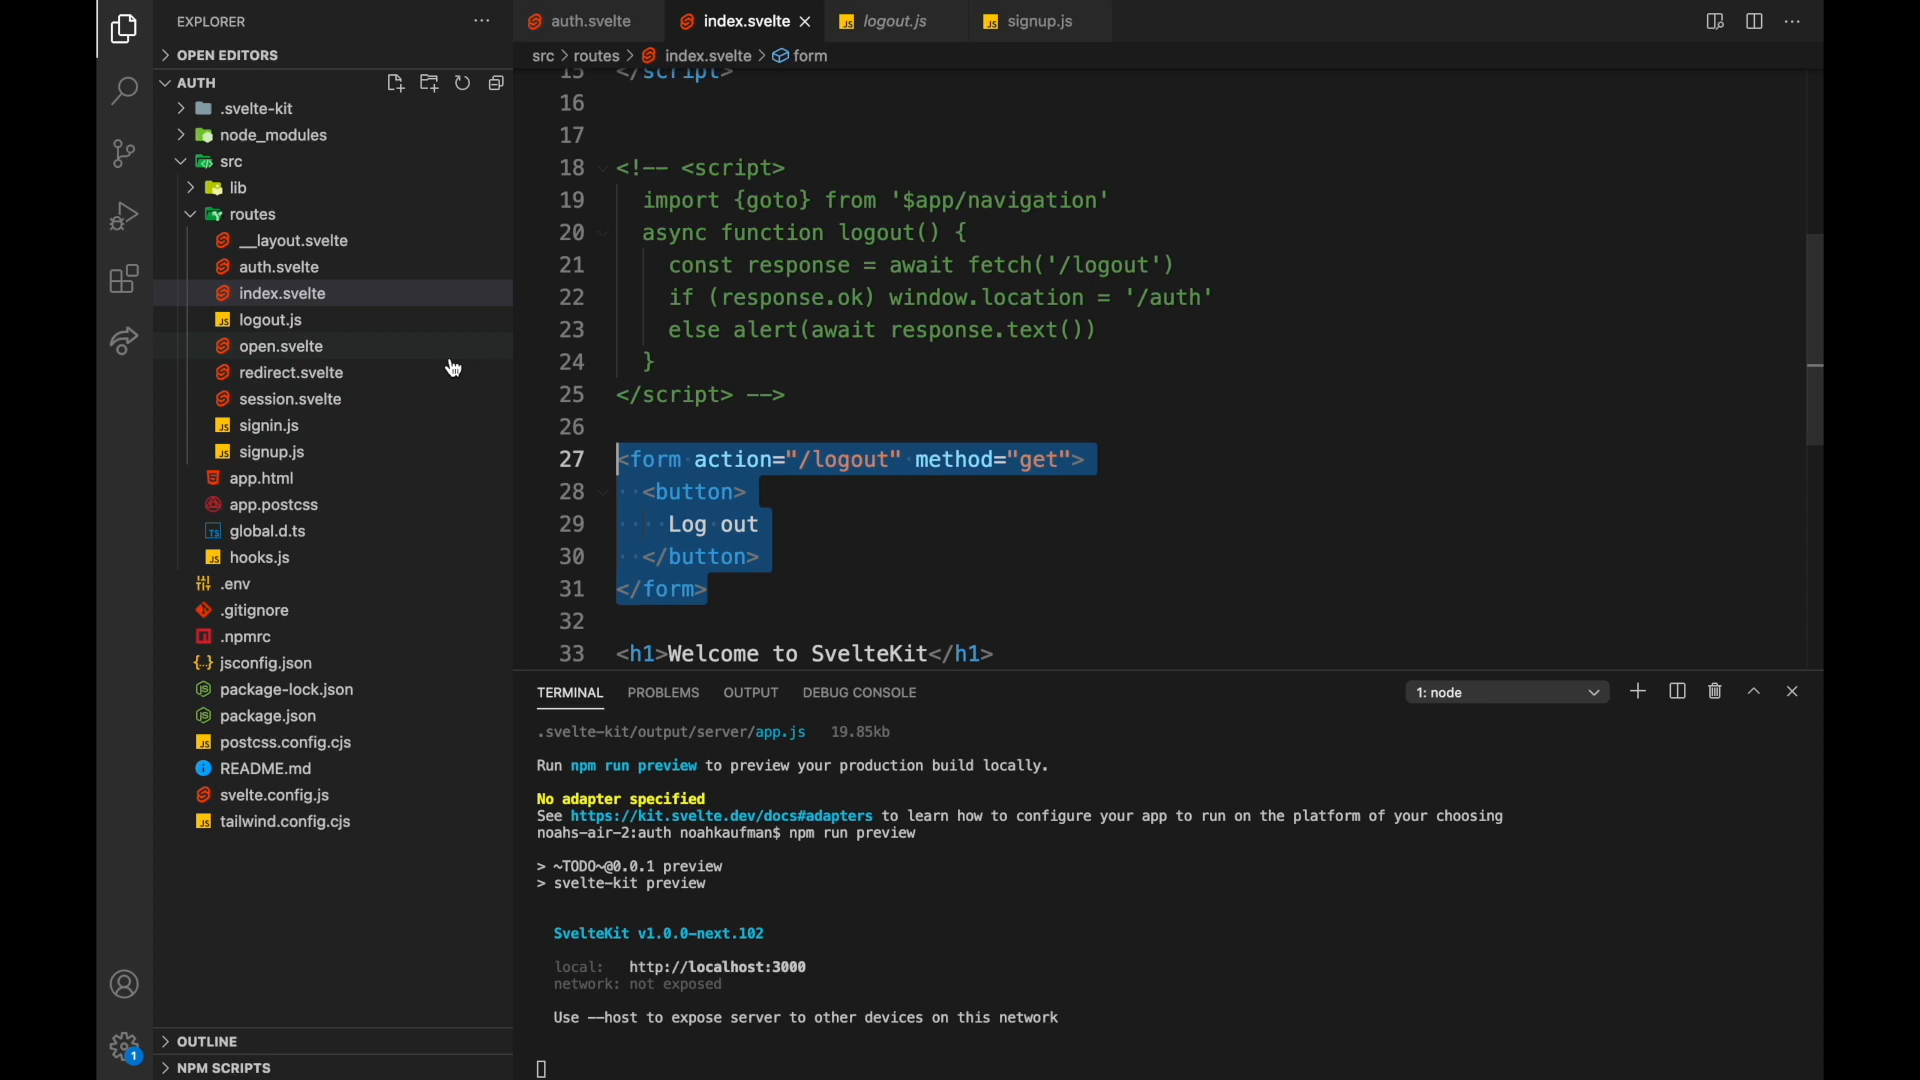 EXPLORER
OPEN EDITORS
AUTH
.svelte-kit
node_modules
src
lib
routes
__layout.svelte
auth.svelte
index.svelte
logout.js
open.svelte
redirect.svelte
session.svelte
signin.js
signup.js
app.html
app.postcss
global.d.ts
hooks.js
.env
.gitignore
.npmrc
jsconfig.json
package-lock.json
package.json
postcss.config.cjs
README.md
svelte.config.js
tailwind.config.cjs
OUTLINE
NPM SCRIPTS
1
auth.svelte
index.svelte
logout.js
signup.js
src > routes > index.svelte > form
15 </script>
16
17
18 <!-- <script>
19 import {goto} from '$app/navigation'
20 async function logout() {
21 const response = await fetch('/logout')
22 if (response.ok) window.location = '/auth'
23 else alert(await response.text())
24 }
25 </script> -->
26
27 <form action="/logout" method="get">
28 <button>
29 Log out
30 </button>
31 </form>
32
33 <h1>Welcome to SvelteKit</h1>
TERMINAL PROBLEMS OUTPUT DEBUG CONSOLE
1: node
.svelte-kit/output/server/app.js 19.85kb
Run npm run preview to preview your production build locally.
No adapter specified
See https://kit.svelte.dev/docs#adapters to learn how to configure your app to run on the platform of your choosing
noahs-air-2:auth noahkaufman$ npm run preview
> ~TODO~@0.0.1 preview
> svelte-kit preview
SvelteKit v1.0.0-next.102
local: http://localhost:3000
network: not exposed
Use --host to expose server to other devices on this network